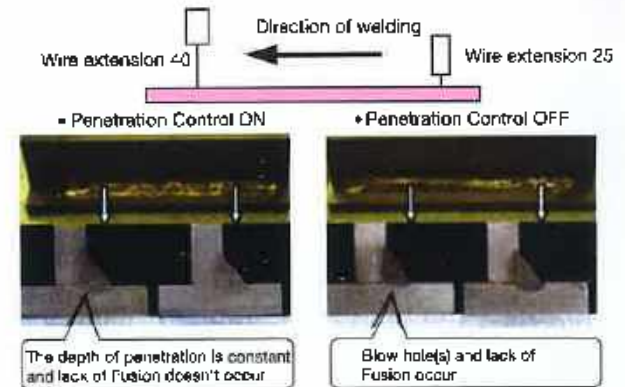 Direction of welding
Wire extension 40
Wire extension 25
Penetration Control ON
Penetration Control OFF
The depth of penetration is constant
and lack of Fusion doesn't occur
Blow hole(s) and lack of
Fusion occur